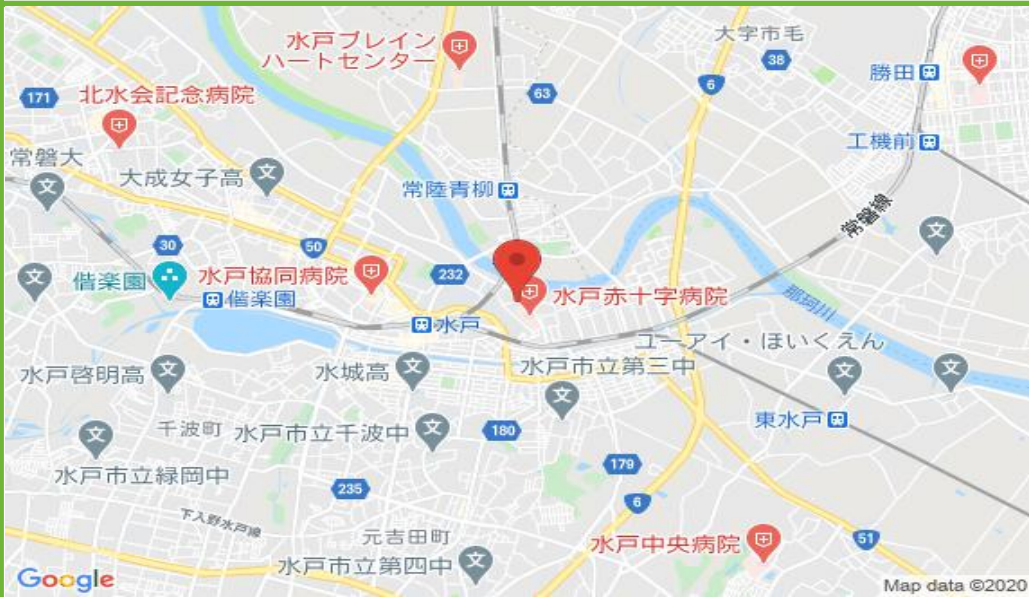 水戸ブレイン
ハートセンター
大字市毛
38
6
勝田
171
北水会記念病院
63
工機前
常磐大
大成女子高
常陸青柳
常磐線
30
50
偕楽園
水戸協同病院
232
水戸赤十字病院
那珂川
偕楽園
水戸
ユーアイ・ほいくえん
水戸啓明高
水城高
水戸市立第三中
千波町
水戸市立千波中
180
東水戸
水戸市立緑岡中
179
235
6
下入野水戸線
元吉田町
51
水戸中央病院
水戸市立第四中
Google
Map data ©2020